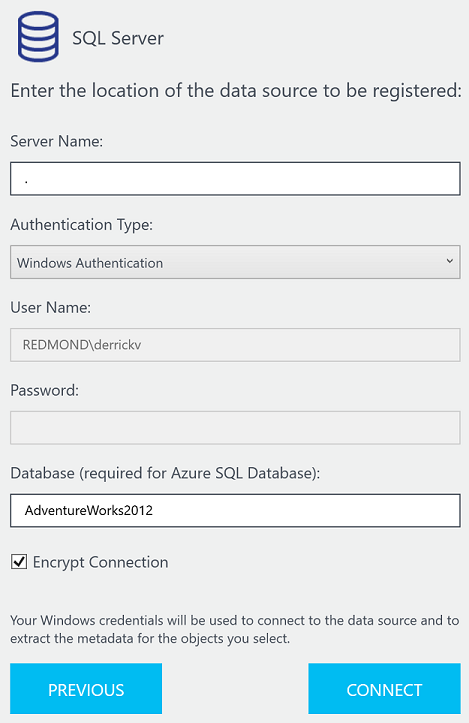 SQL Server
Enter the location of the data source to be registered:
Server Name:
.
Authentication Type:
Windows Authentication
User Name:
REDMOND\derrickv
Password:
Database (required for Azure SQL Database):
AdventureWorks2012
Encrypt Connection
Your Windows credentials will be used to connect to the data source and to
extract the metadata for the objects you select.
PREVIOUS
CONNECT